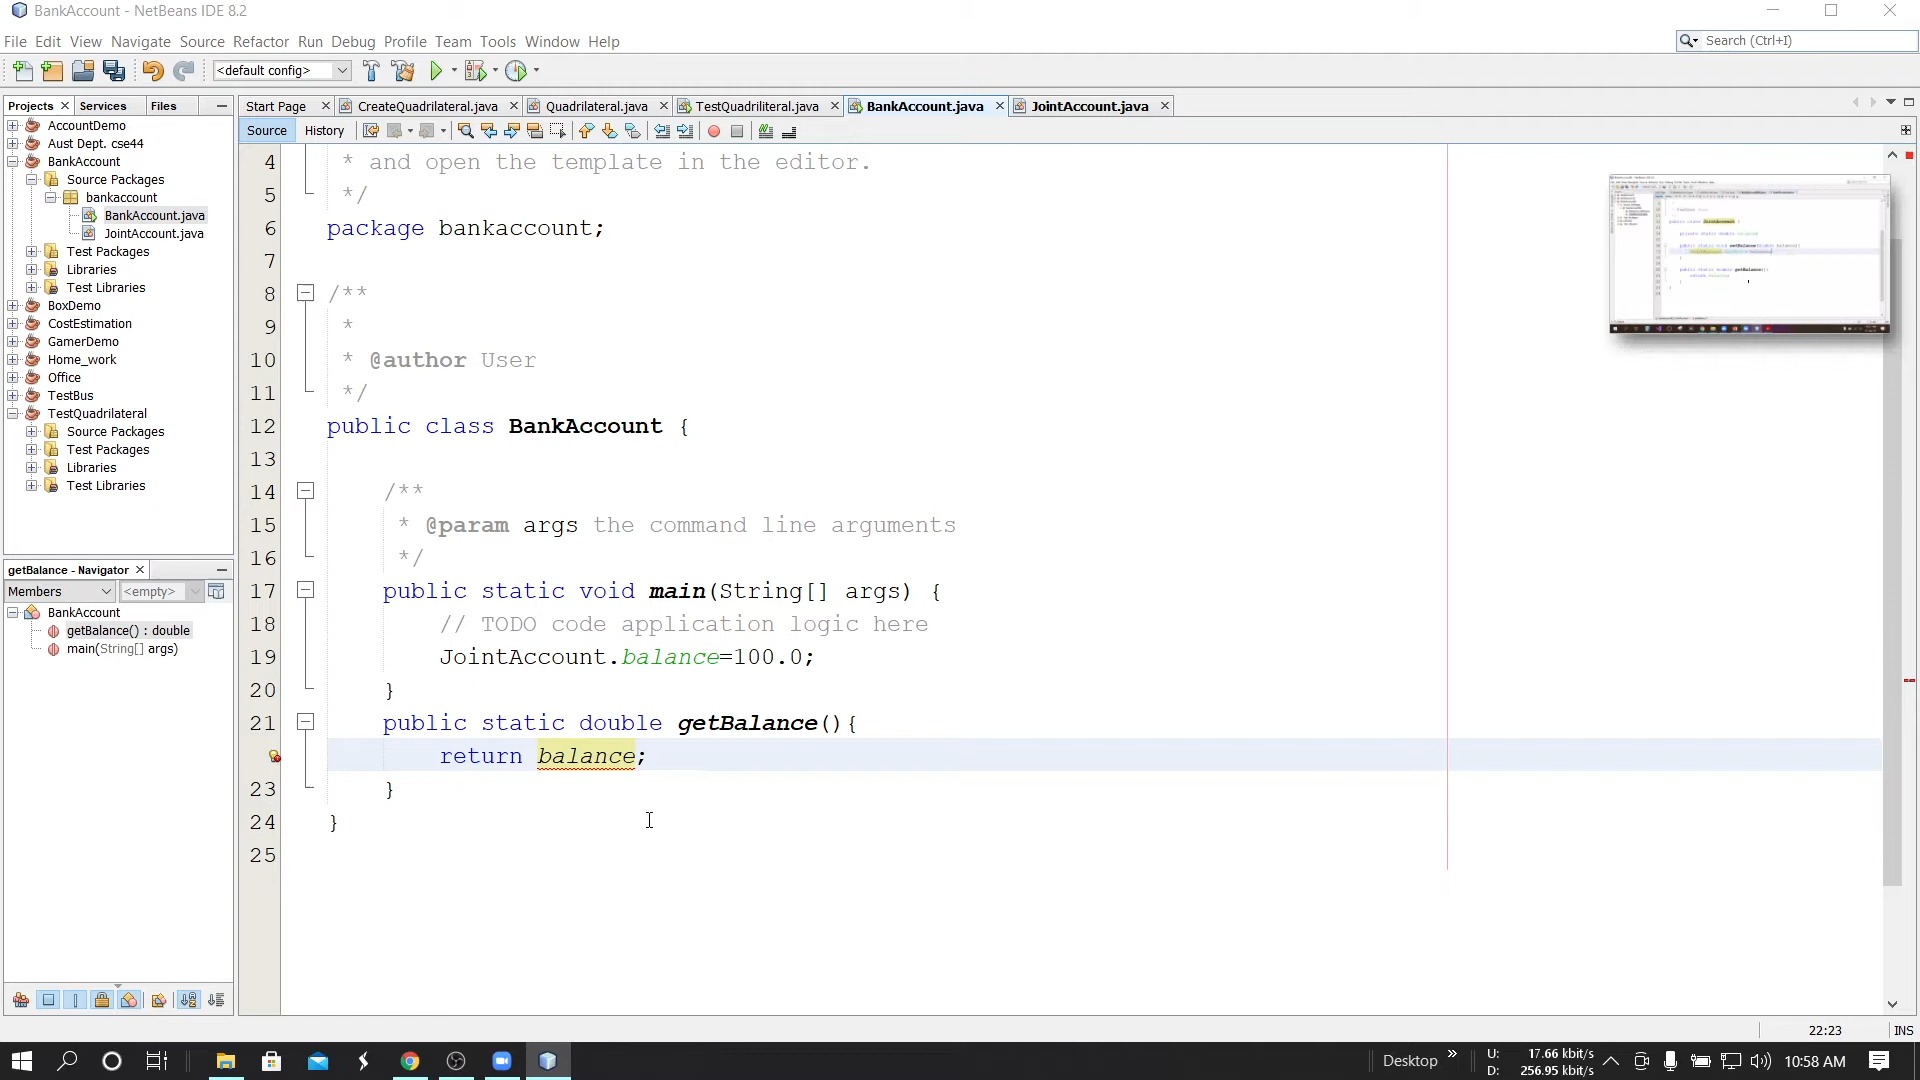 BankAccount - NetBeans IDE 8.2
File Edit View Navigate Source Refactor Run Debug Profile Team Tools Window Help
Search (Ctrl+I)
<default config>
Projects Services Files
Start Page CreateQuadrilateral.java Quadrilateral.java TestQuadriliteral.java BankAccount.java JointAccount.java
Source History
AccountDemo
Aust Dept. cse44
BankAccount
Source Packages
bankaccount
BankAccount.java
JointAccount.java
Test Packages
Libraries
Test Libraries
BoxDemo
CostEstimation
GamerDemo
Home_work
Office
TestBus
TestQuadrilateral
Source Packages
Test Packages
Libraries
Test Libraries
getBalance - Navigator
Members <empty>
BankAccount
getBalance() : double
main(String[] args)
4 * and open the template in the editor.
5 */
6 package bankaccount;
7
8 /**
9 *
10 * @author User
11 */
12 public class BankAccount {
13
14 /**
15 * @param args the command line arguments
16 */
17 public static void main(String[] args) {
18 // TODO code application logic here
19 JointAccount.balance=100.0;
20 }
21 public static double getBalance(){
return balance;
23 }
24 }
25
22:23 INS
Desktop
U: 17.66 kbit/s
D: 256.95 kbit/s
10:58 AM